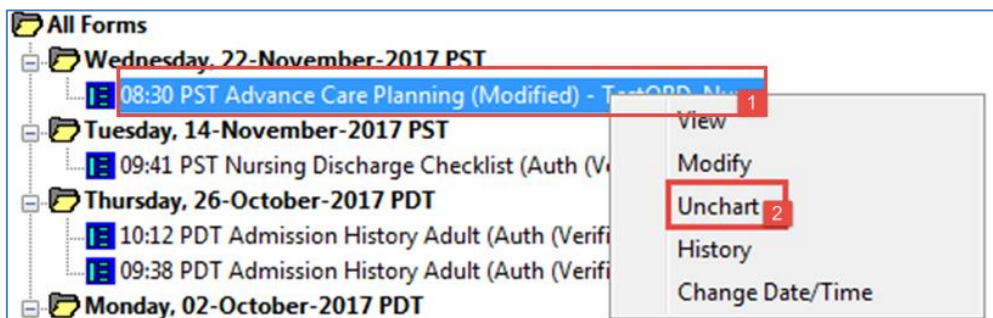 All Forms
Wednesday, 22-November-2017 PST
08:30 PST Advance Care Planning (Modified) -
1
Tuesday, 14-November-2017 PST
09:41 PST Nursing Discharge Checklist (Auth
Thursday, 26-October-2017 PDT
10:12 PDT Admission History Adult (Auth (Verifi
09:38 PDT Admission History Adult (Auth (Verifi
Monday, 02-October-2017 PDT
View
Modify
Unchart 2
History
Change Date/Time